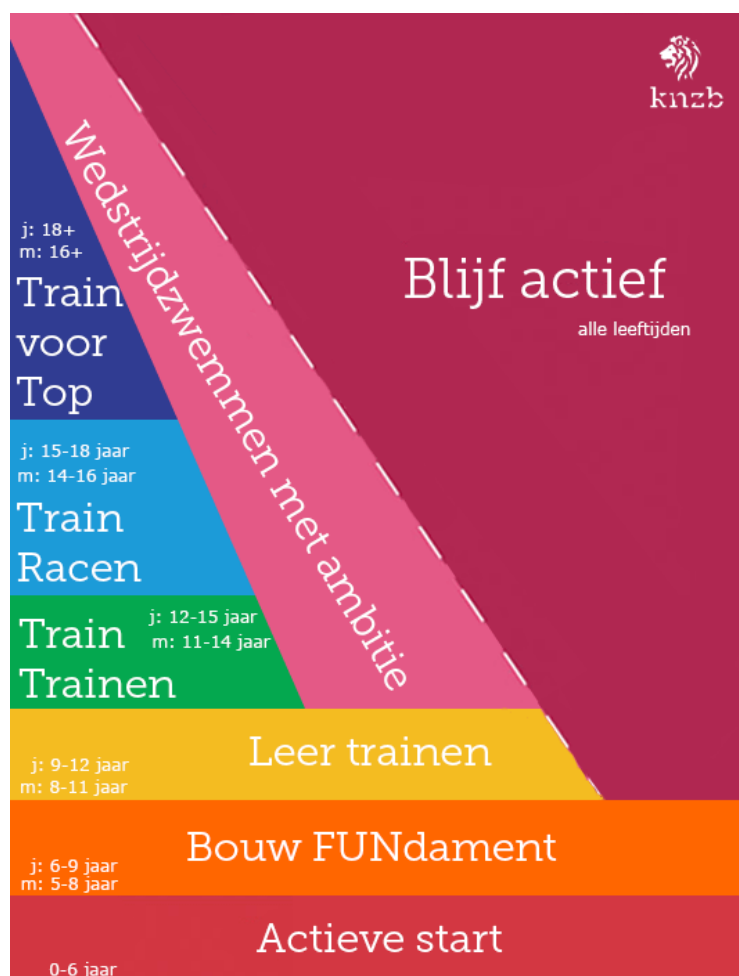 knzb
Wedstrijdzwemmen met ambitie
Blijf actief
alle leeftijden
j: 18+
m: 16+
Train
voor
Top
j: 15-18 jaar
m: 14-16 jaar
Train
Racen
Train
Trainen
j: 12-15 jaar
m: 11-14 jaar
Leer trainen
j: 9-12 jaar
m: 8-11 jaar
Bouw FUNdament
j: 6-9 jaar
m: 5-8 jaar
Actieve start
0-6 jaar